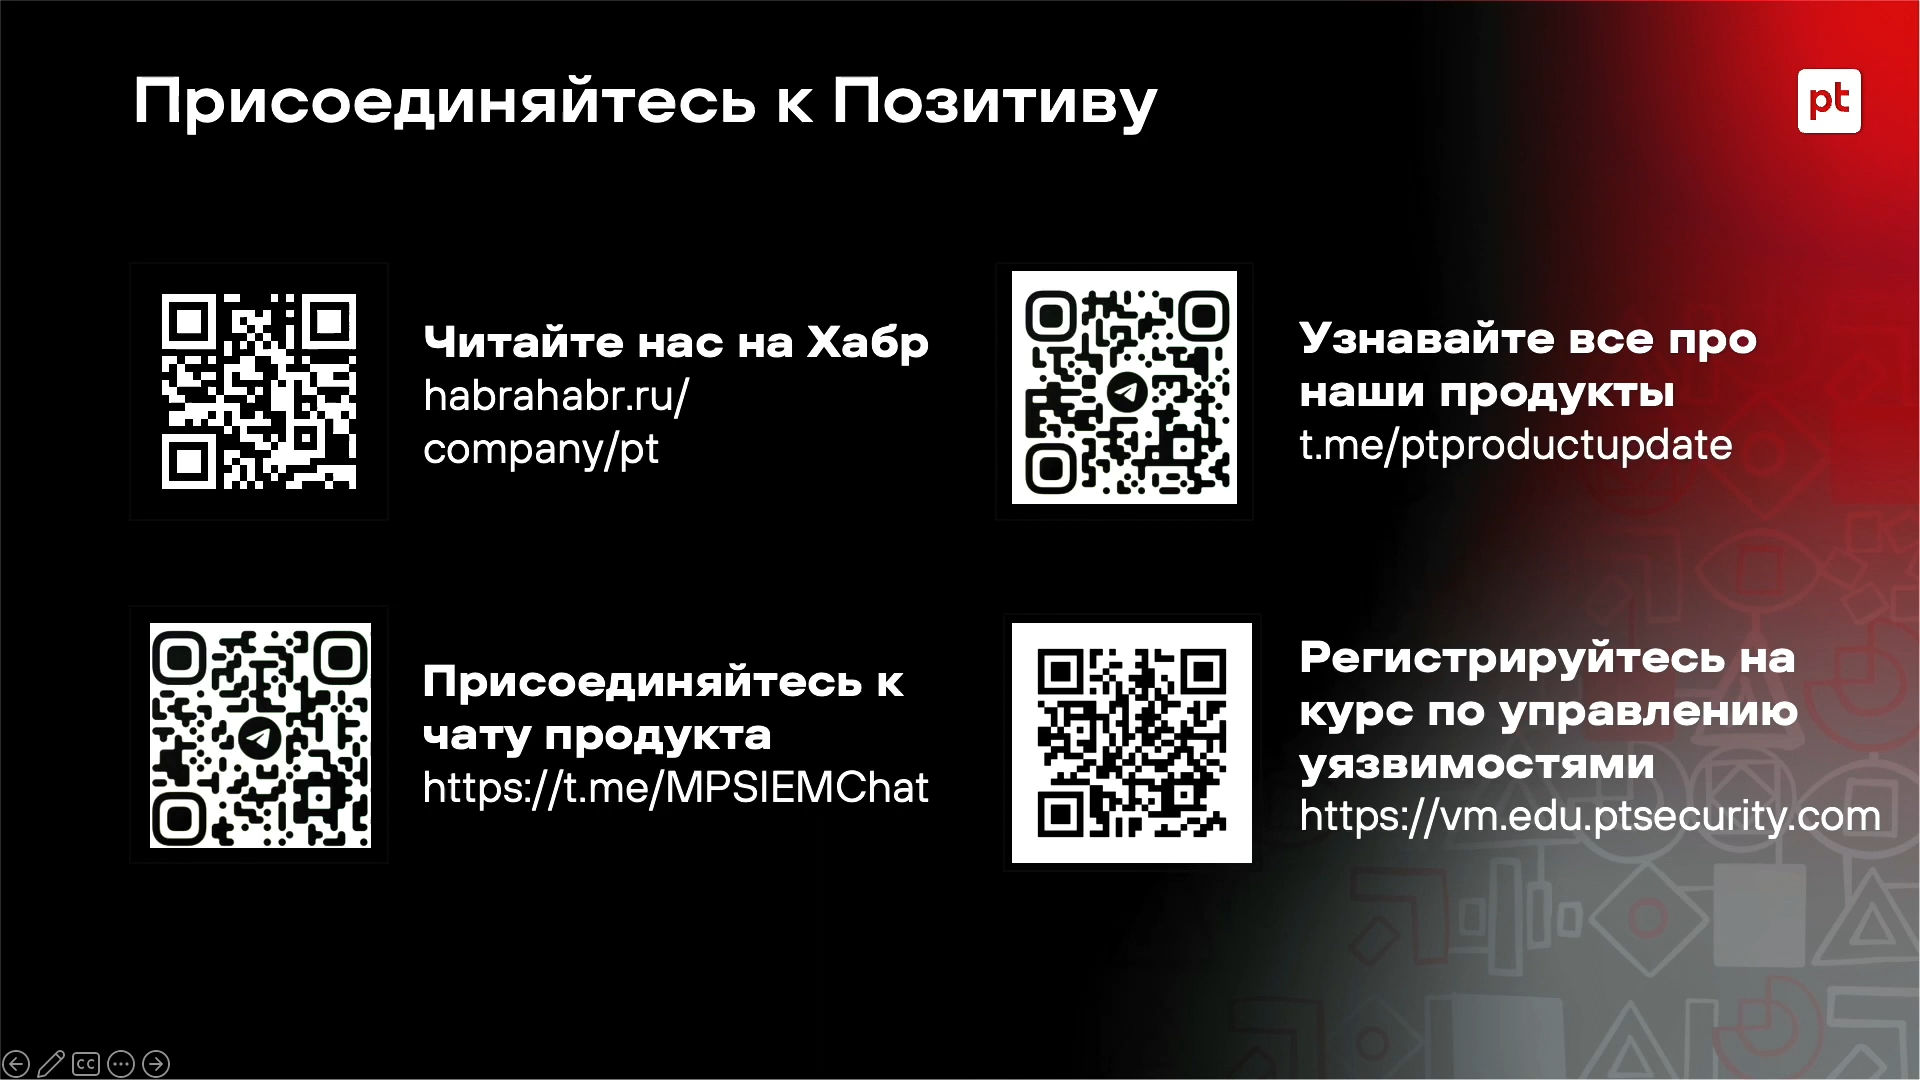 Присоединяйтесь к Позитиву
pt
Читайте нас на Хабр
habrahabr.ru/
company/pt
Узнавайте все про
наши продукты
t.me/ptproductupdate
Присоединяйтесь к
чату продукта
https://t.me/MPSIEMChat
Регистрируйтесь на
курс по управлению
уязвимостями
https://vm.edu.ptsecurity.com
CC